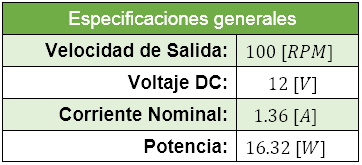 Especificaciones generales
Velocidad de Salida: 100 [RPM]
Voltaje DC: 12 [V]
Corriente Nominal: 1.36 [A]
Potencia: 16.32 [W]